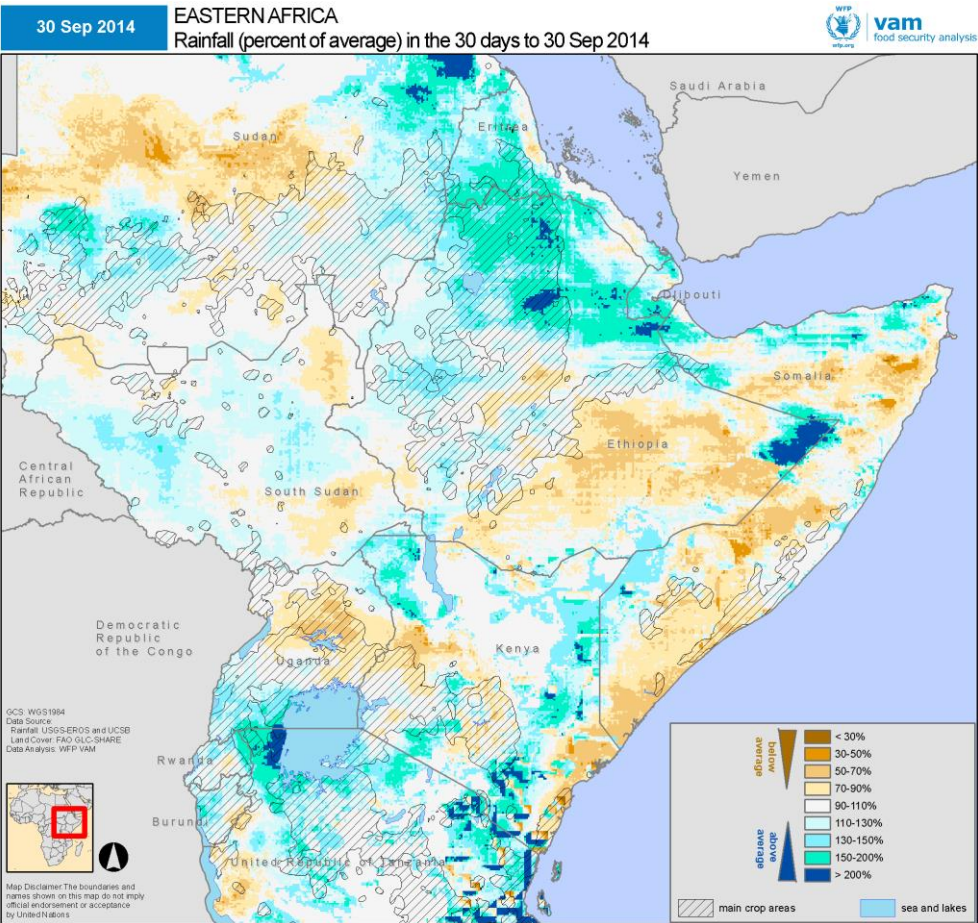 30 Sep 2014
EASTERN AFRICA
Rainfall (percent of average) in the 30 days to 30 Sep 2014
WFP
wfp.org
vam
food security analysis
Saudi Arabia
Sudan
Eritrea
Yemen
Djibouti
Somalia
Ethiopia
Central
African
Republic
South Sudan
Democratic
Republic
of the Congo
Uganda
Kenya
GCS: WGS1984
Data Source:
Rainfall: USGS-EROS and UCSB
Land Cover: FAO GLC-SHARE
Data Analysis: WFP VAM
Rwanda
Burundi
United Republic of Tanzania
Map Disclaimer:The boundaries and
names shown on this map do not imply
official endorsement or acceptance
by United Nations
below
average
above
average
< 30%
30-50%
50-70%
70-90%
90-110%
110-130%
130-150%
150-200%
> 200%
main crop areas
sea and lakes